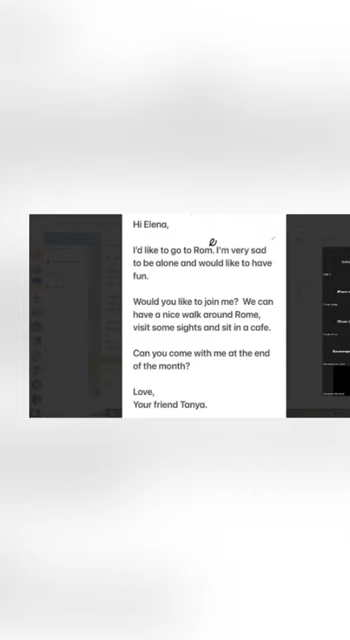 Hi Elena,
e
I'd like to go to Rom. I'm very sad
to be alone and would like to have
fun.
Would you like to join me? We can
have a nice walk around Rome,
visit some sights and sit in a cafe.
Can you come with me at the end
of the month?
Love,
Your friend Tanya.